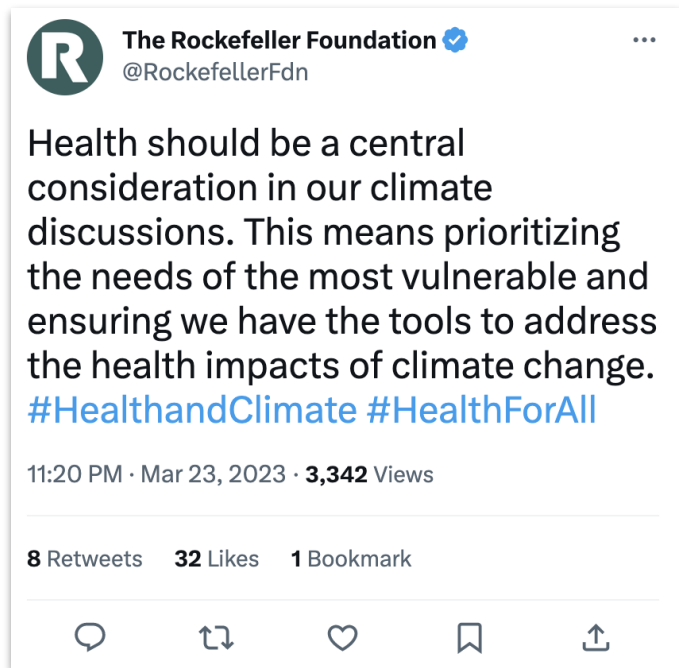 R
The Rockefeller Foundation
@RockefellerFdn
Health should be a central
consideration in our climate
discussions. This means prioritizing
the needs of the most vulnerable and
ensuring we have the tools to address
the health impacts of climate change.
#HealthandClimate #HealthForAll
11:20 PM · Mar 23, 2023 · 3,342 Views
8 Retweets 32 Likes 1 Bookmark